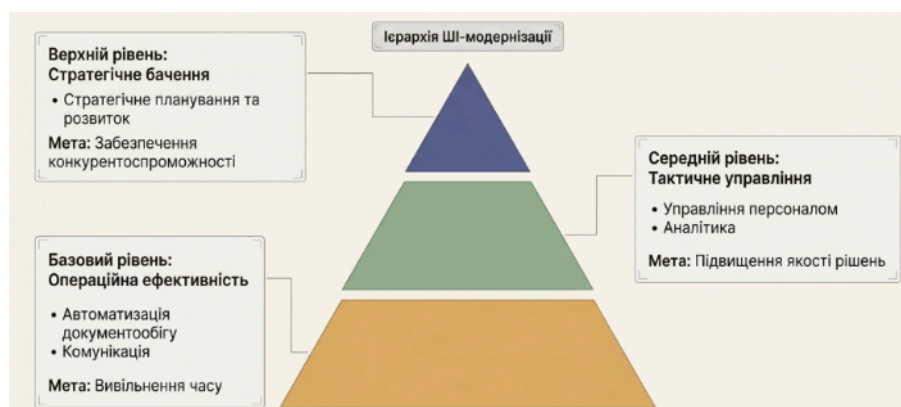 Ієрархія ШІ-модернізації
Верхній рівень:
Стратегічне бачення
• Стратегічне планування та
розвиток
Мета: Забезпечення
конкурентоспроможності
Середній рівень:
Тактичне управління
• Управління персоналом
• Аналітика
Мета: Підвищення якості рішень
Базовий рівень:
Операційна ефективність
• Автоматизація
документообігу
• Комунікація
Мета: Вивільнення часу